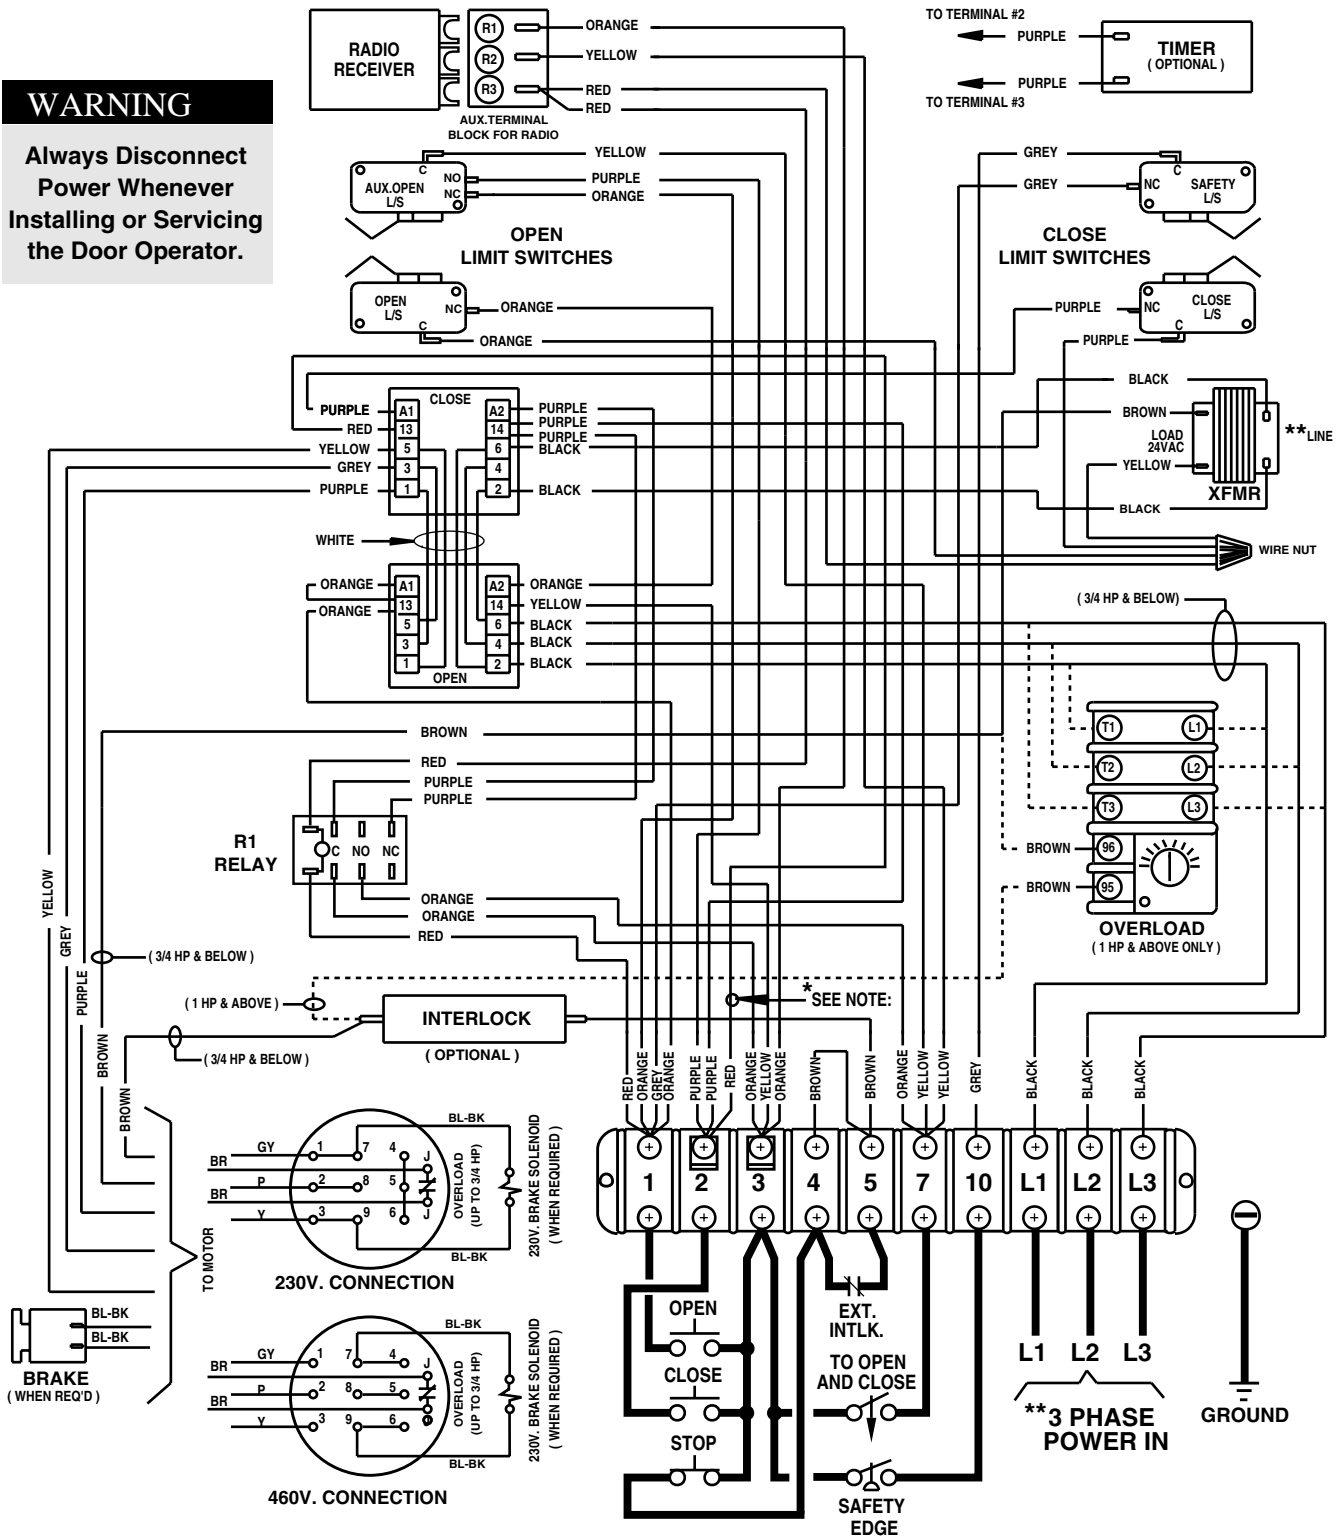 WARNING
Always Disconnect
Power Whenever
Installing or Servicing
the Door Operator.
RADIO
RECEIVER
R1
R2
R3
AUX.TERMINAL
BLOCK FOR RADIO
ORANGE
YELLOW
RED
RED
TO TERMINAL #2
PURPLE
PURPLE
TO TERMINAL #3
TIMER
( OPTIONAL )
C
NO
NC
AUX.OPEN
L/S
YELLOW
PURPLE
ORANGE
OPEN
LIMIT SWITCHES
OPEN
L/S
NC
C
ORANGE
ORANGE
GREY
GREY
C
NC
SAFETY
L/S
CLOSE
LIMIT SWITCHES
PURPLE
NC
CLOSE
L/S
C
PURPLE
BLACK
BROWN
LOAD
24VAC
YELLOW
XFMR
**LINE
BLACK
WIRE NUT
CLOSE
PURPLE
A1
RED
13
YELLOW
5
GREY
3
PURPLE
1
A2
PURPLE
14
PURPLE
PURPLE
6
BLACK
4
2
BLACK
WHITE
ORANGE
A1
13
ORANGE
5
3
1
A2
ORANGE
14
YELLOW
6
BLACK
4
BLACK
2
BLACK
OPEN
( 3/4 HP & BELOW)
T1
L1
T2
L2
T3
L3
BROWN
96
BROWN
95
OVERLOAD
( 1 HP & ABOVE ONLY )
BROWN
RED
PURPLE
PURPLE
R1
RELAY
C
NO
NC
ORANGE
ORANGE
RED
YELLOW
GREY
PURPLE
BROWN
BROWN
( 3/4 HP & BELOW )
( 1 HP & ABOVE )
( 3/4 HP & BELOW )
INTERLOCK
( OPTIONAL )
*SEE NOTE:
RED
ORANGE
GREY
ORANGE
PURPLE
PURPLE
RED
ORANGE
YELLOW
ORANGE
BROWN
BROWN
ORANGE
YELLOW
YELLOW
GREY
BLACK
BLACK
BLACK
1
2
3
4
5
7
10
L1
L2
L3
TO MOTOR
GY
BR
P
BR
Y
1
7
4
J
2
8
5
3
9
6
J
BL-BK
BL-BK
OVERLOAD
(UP TO 3/4 HP)
230V. BRAKE SOLENOID
( WHEN REQUIRED )
230V. CONNECTION
BL-BK
BL-BK
BRAKE
( WHEN REQ'D )
GY
BR
P
BR
Y
1
7
4
J
2
8
5
3
9
6
J
BL-BK
BL-BK
OVERLOAD
(UP TO 3/4 HP)
230V. BRAKE SOLENOID
( WHEN REQUIRED )
460V. CONNECTION
OPEN
CLOSE
STOP
EXT.
INTLK.
TO OPEN
AND CLOSE
SAFETY
EDGE
L1
L2
L3
**3 PHASE
POWER IN
GROUND